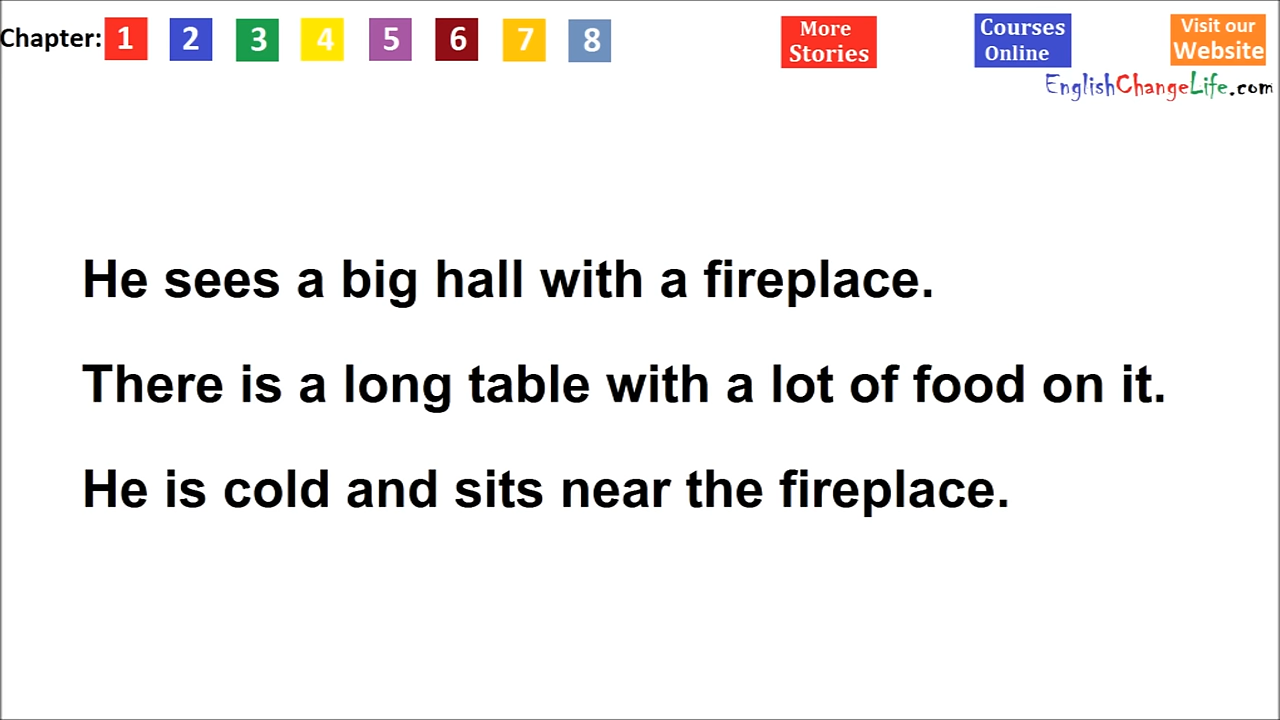 Chapter: 1 2 3 4 5 6 7 8
More
Stories
Courses
Online
Visit our
Website
EnglishChangeLife.com
He sees a big hall with a fireplace.
There is a long table with a lot of food on it.
He is cold and sits near the fireplace.